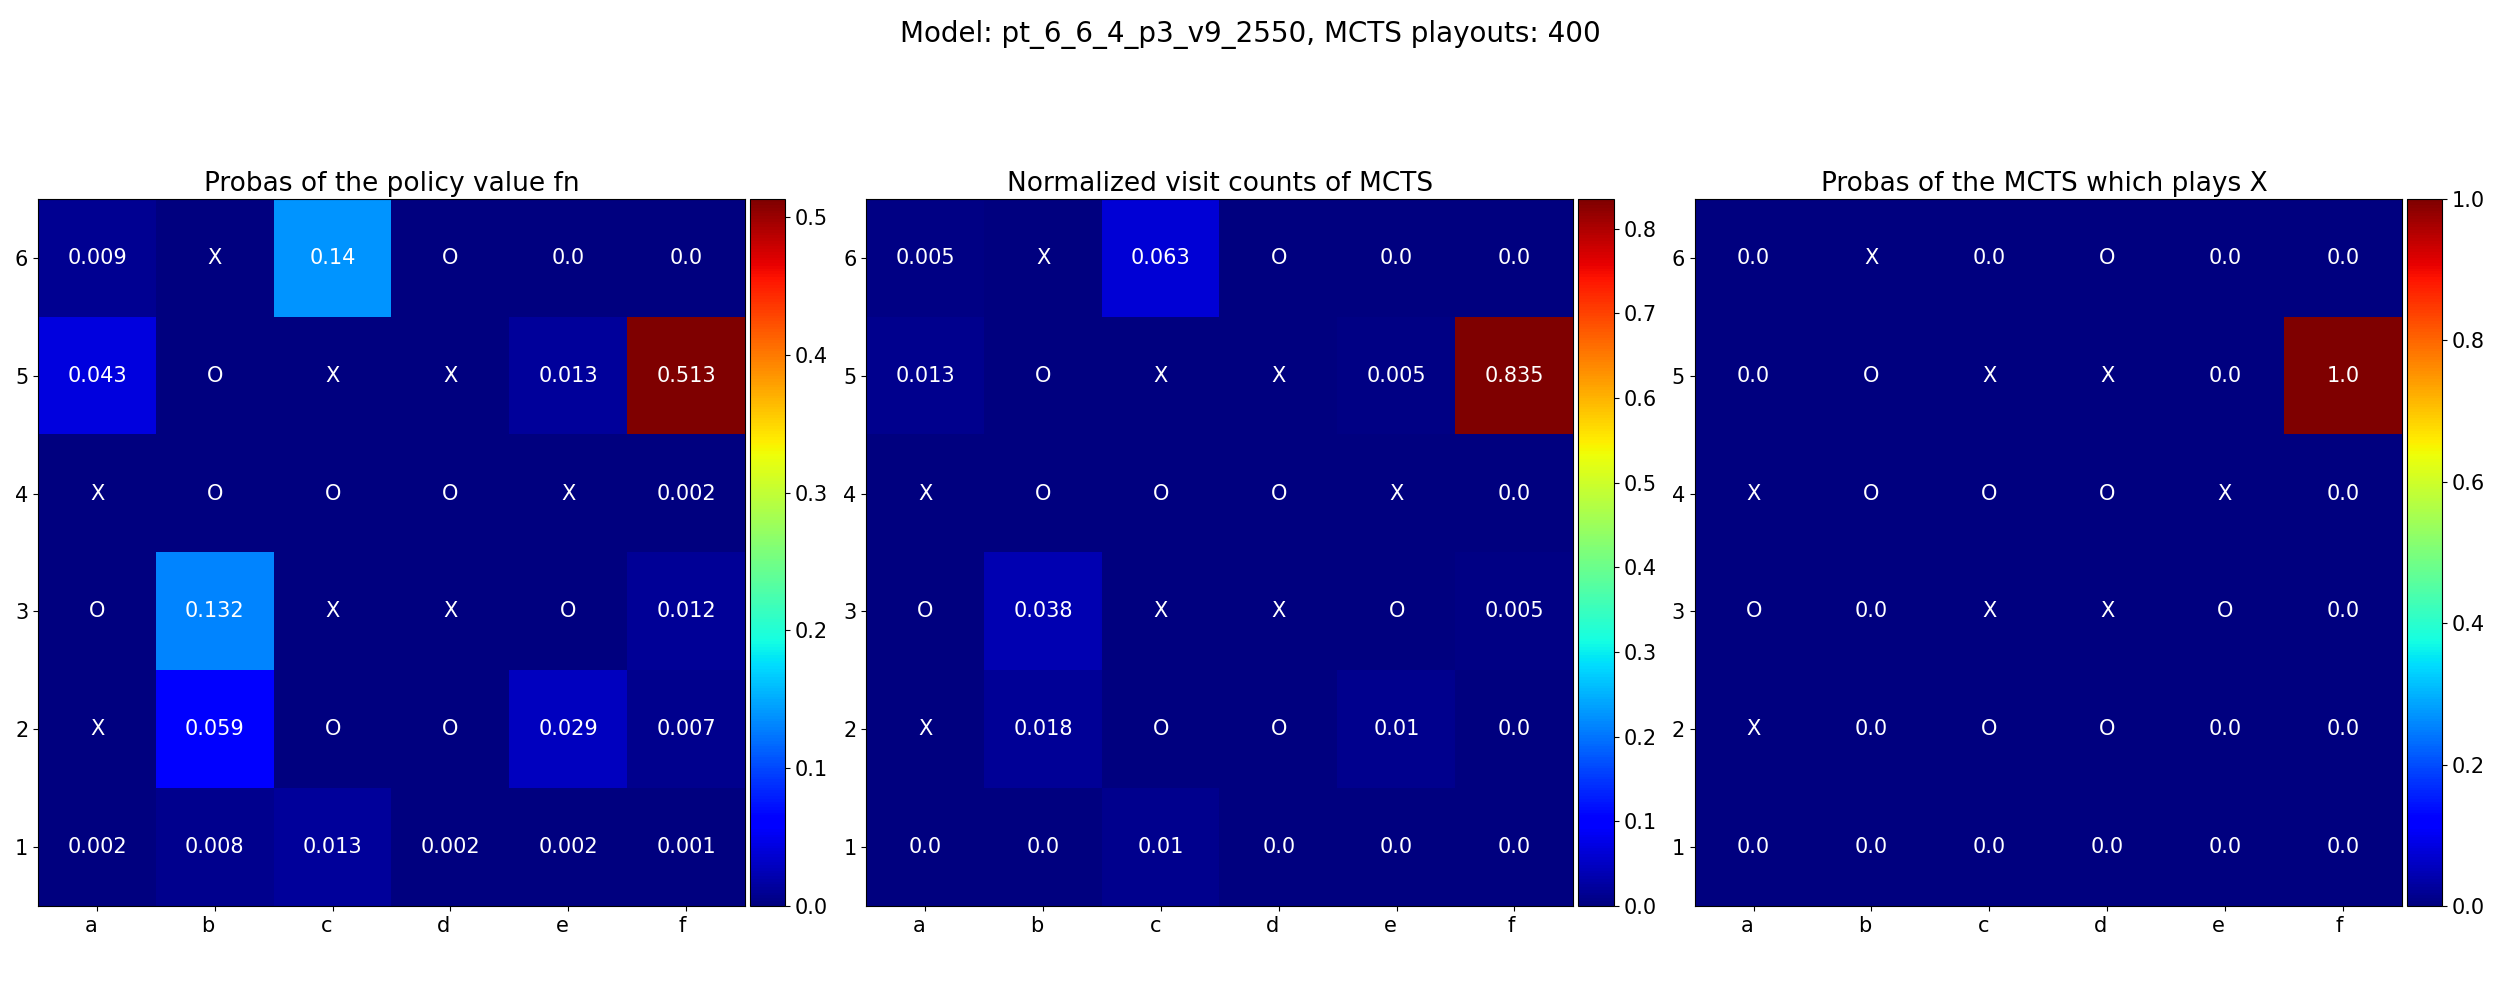 Model: pt_6_6_4_p3_v9_2550, MCTS playouts: 400
Probas of the policy value fn
6 0.009 X 0.14 O 0.0 0.0
5 0.043 O X X 0.013 0.513
4 X O O O X 0.002
3 O 0.132 X X O 0.012
2 X 0.059 O O 0.029 0.007
1 0.002 0.008 0.013 0.002 0.002 0.001
a b c d e f
0.5
0.4
0.3
0.2
0.1
0.0
Normalized visit counts of MCTS
6 0.005 X 0.063 O 0.0 0.0
5 0.013 O X X 0.005 0.835
4 X O O O X 0.0
3 O 0.038 X X O 0.005
2 X 0.018 O O 0.01 0.0
1 0.0 0.0 0.01 0.0 0.0 0.0
a b c d e f
0.8
0.7
0.6
0.5
0.4
0.3
0.2
0.1
0.0
Probas of the MCTS which plays X
6 0.0 X 0.0 O 0.0 0.0
5 0.0 O X X 0.0 1.0
4 X O O O X 0.0
3 O 0.0 X X O 0.0
2 X 0.0 O O 0.0 0.0
1 0.0 0.0 0.0 0.0 0.0 0.0
a b c d e f
1.0
0.8
0.6
0.4
0.2
0.0